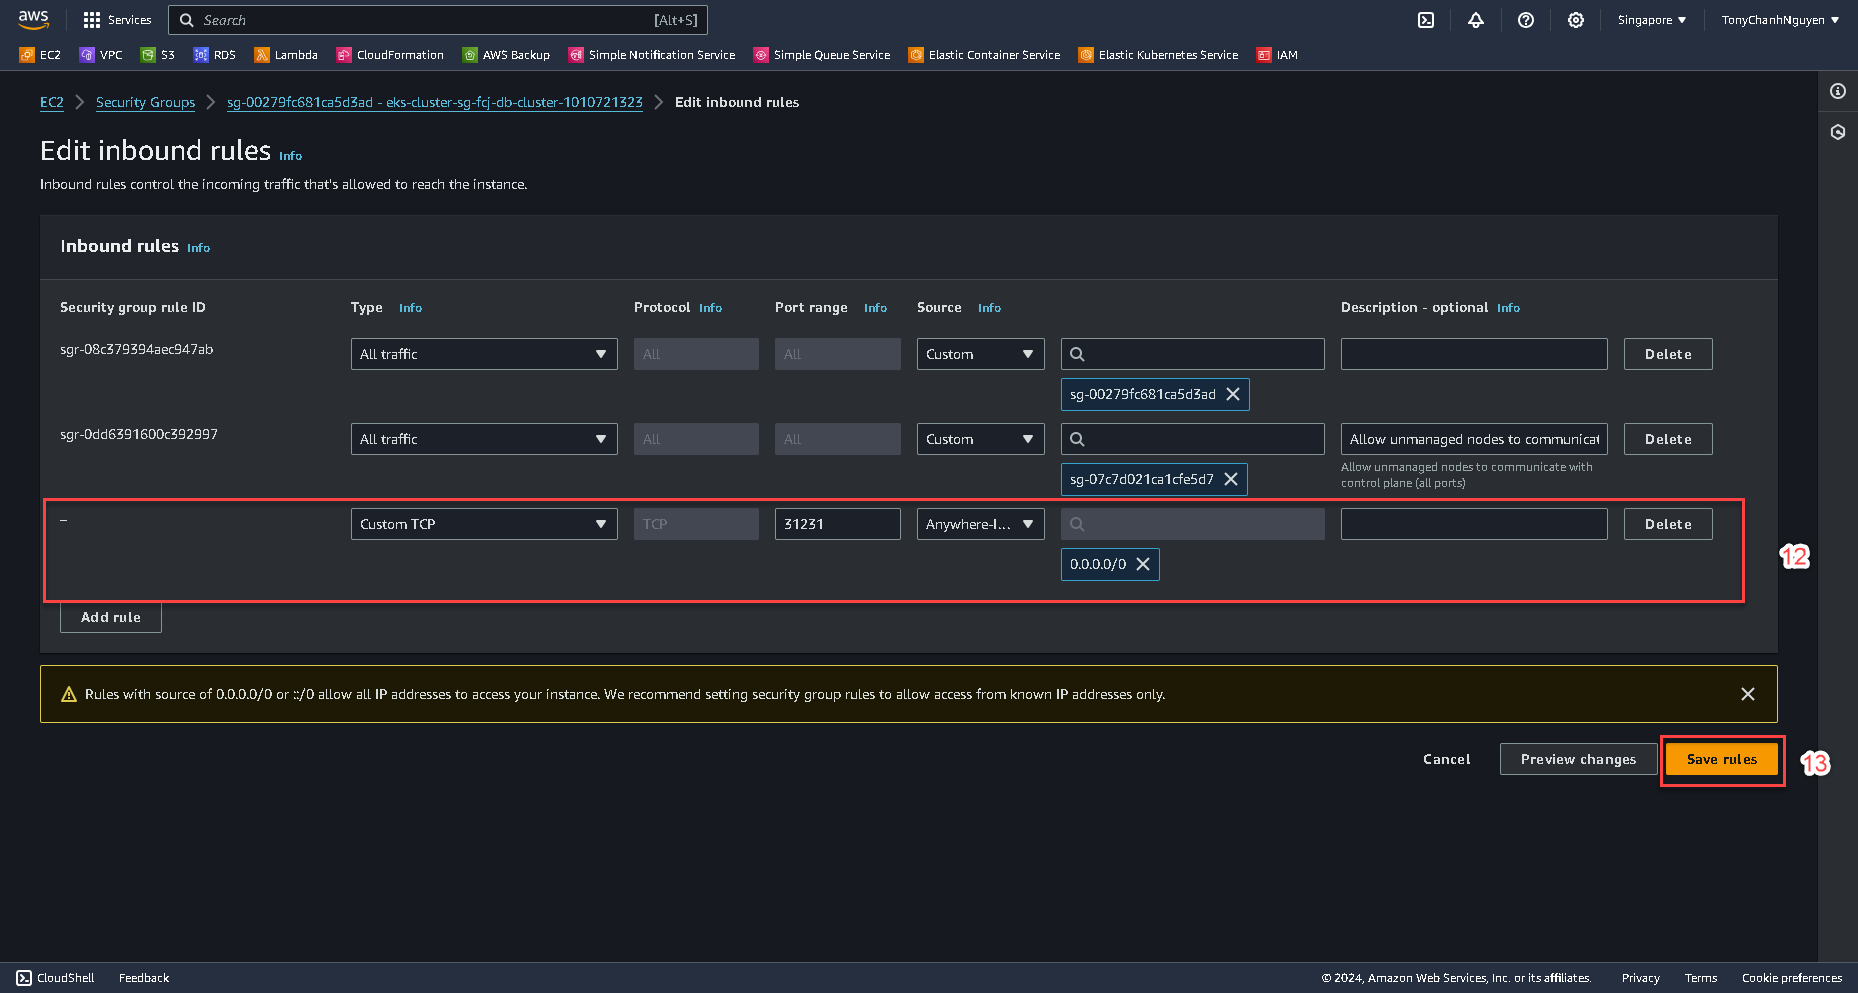 aws Services Search [Alt+S] Singapore TonyChanhNguyen
EC2 VPC S3 RDS Lambda CloudFormation AWS Backup Simple Notification Service Simple Queue Service Elastic Container Service Elastic Kubernetes Service IAM
EC2 Security Groups sg-00279fc681ca5d3ad - eks-cluster-sg-fcj-db-cluster-1010721323 Edit inbound rules
Edit inbound rules Info
Inbound rules control the incoming traffic that's allowed to reach the instance.
Inbound rules Info
Security group rule ID Type Info Protocol Info Port range Info Source Info Description - optional Info
sgr-08c379394aec947ab All traffic All All Custom Delete
sg-00279fc681ca5d3ad
sgr-0dd6391600c392997 All traffic All All Custom Allow unmanaged nodes to communicat Delete
sg-07c7d021ca1cfe5d7 Allow unmanaged nodes to communicate with
control plane (all ports)
– Custom TCP TCP 31231 Anywhere-I... Delete
0.0.0.0/0
12
Add rule
Rules with source of 0.0.0.0/0 or ::/0 allow all IP addresses to access your instance. We recommend setting security group rules to allow access from known IP addresses only.
Cancel Preview changes Save rules 13
CloudShell Feedback © 2024, Amazon Web Services, Inc. or its affiliates. Privacy Terms Cookie preferences